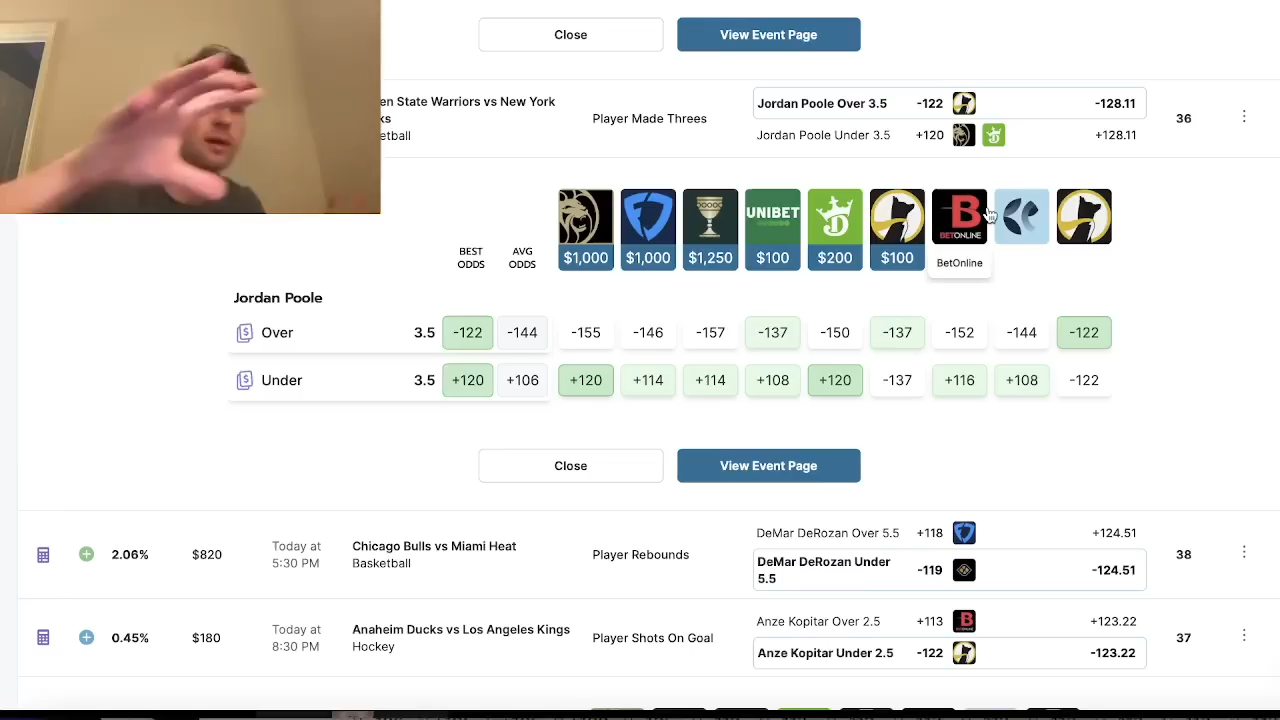 Close
View Event Page
en State Warriors vs New York
ks
etball
Player Made Threes
Jordan Poole Over 3.5 -122 -128.11
Jordan Poole Under 3.5 +120 +128.11
36
BEST ODDS
AVG ODDS
$1,000
$1,000
$1,250
UNIBET
$100
$200
$100
BETONLINE
BetOnline
Jordan Poole
Over 3.5 -122 -144 -155 -146 -157 -137 -150 -137 -152 -144 -122
Under 3.5 +120 +106 +120 +114 +114 +108 +120 -137 +116 +108 -122
Close
View Event Page
2.06%
$820
Today at
5:30 PM
Chicago Bulls vs Miami Heat
Basketball
Player Rebounds
DeMar DeRozan Over 5.5 +118 +124.51
DeMar DeRozan Under
5.5 -119 -124.51
38
0.45%
$180
Today at
8:30 PM
Anaheim Ducks vs Los Angeles Kings
Hockey
Player Shots On Goal
Anze Kopitar Over 2.5 +113 +123.22
Anze Kopitar Under 2.5 -122 -123.22
37